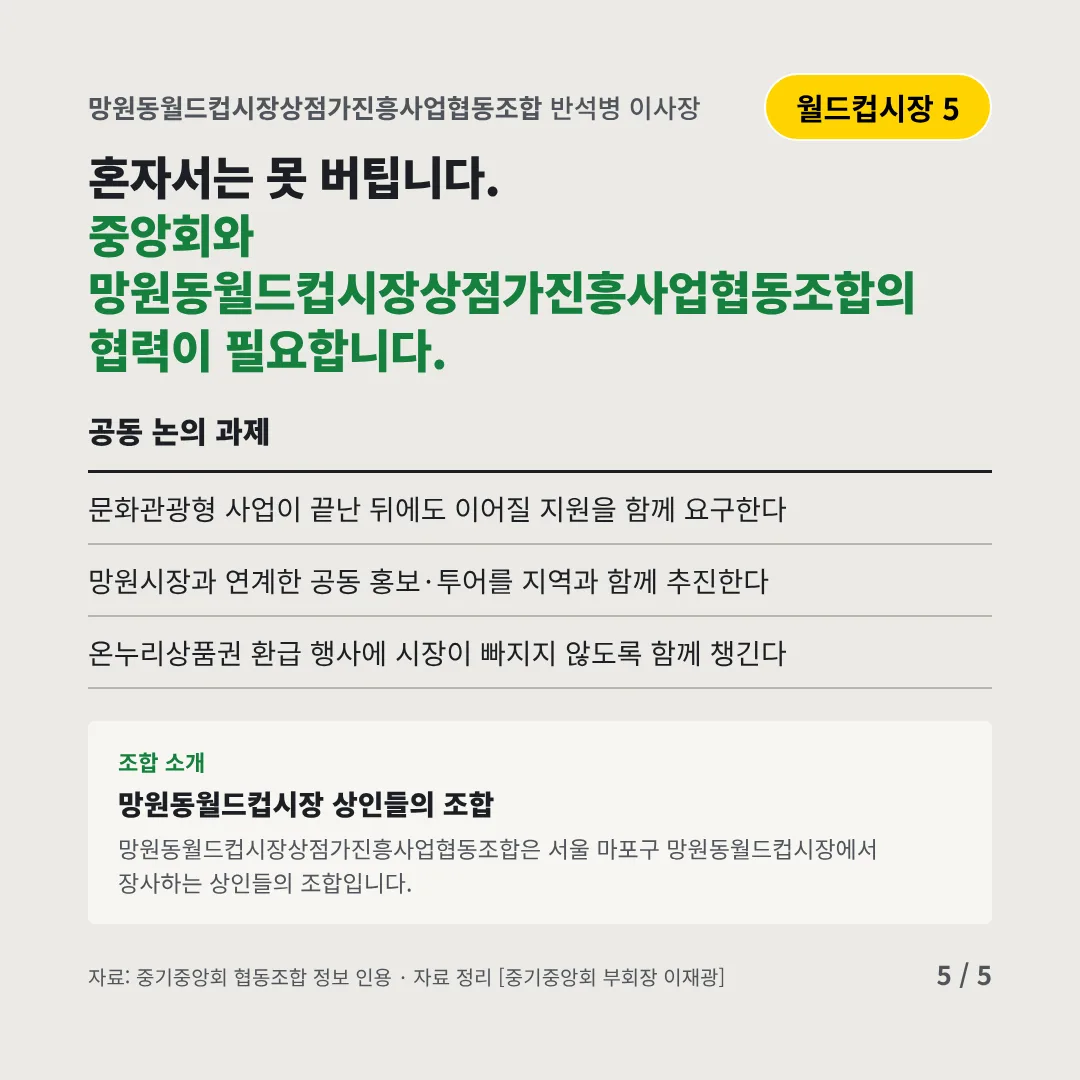 망원동월드컵시장상점가진흥사업협동조합 반석병 이사장
월드컵시장 5
혼자서는 못 버팁니다.
중앙회와
망원동월드컵시장상점가진흥사업협동조합의
협력이 필요합니다.
공동 논의 과제
문화관광형 사업이 끝난 뒤에도 이어질 지원을 함께 요구한다
망원시장과 연계한 공동 홍보·투어를 지역과 함께 추진한다
온누리상품권 환급 행사에 시장이 빠지지 않도록 함께 챙긴다
조합 소개
망원동월드컵시장 상인들의 조합
망원동월드컵시장상점가진흥사업협동조합은 서울 마포구 망원동월드컵시장에서
장사하는 상인들의 조합입니다.
자료: 중기중앙회 협동조합 정보 인용 · 자료 정리 [중기중앙회 부회장 이재광]
5 / 5